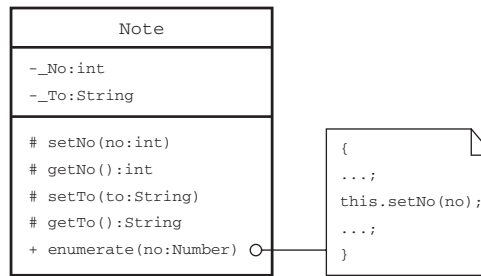 Note
-_No:int
-_To:String
# setNo(no:int)
# getNo():int
# setTo(to:String)
# getTo():String
+ enumerate(no:Number)
{
...;
this.setNo(no);
...;
}